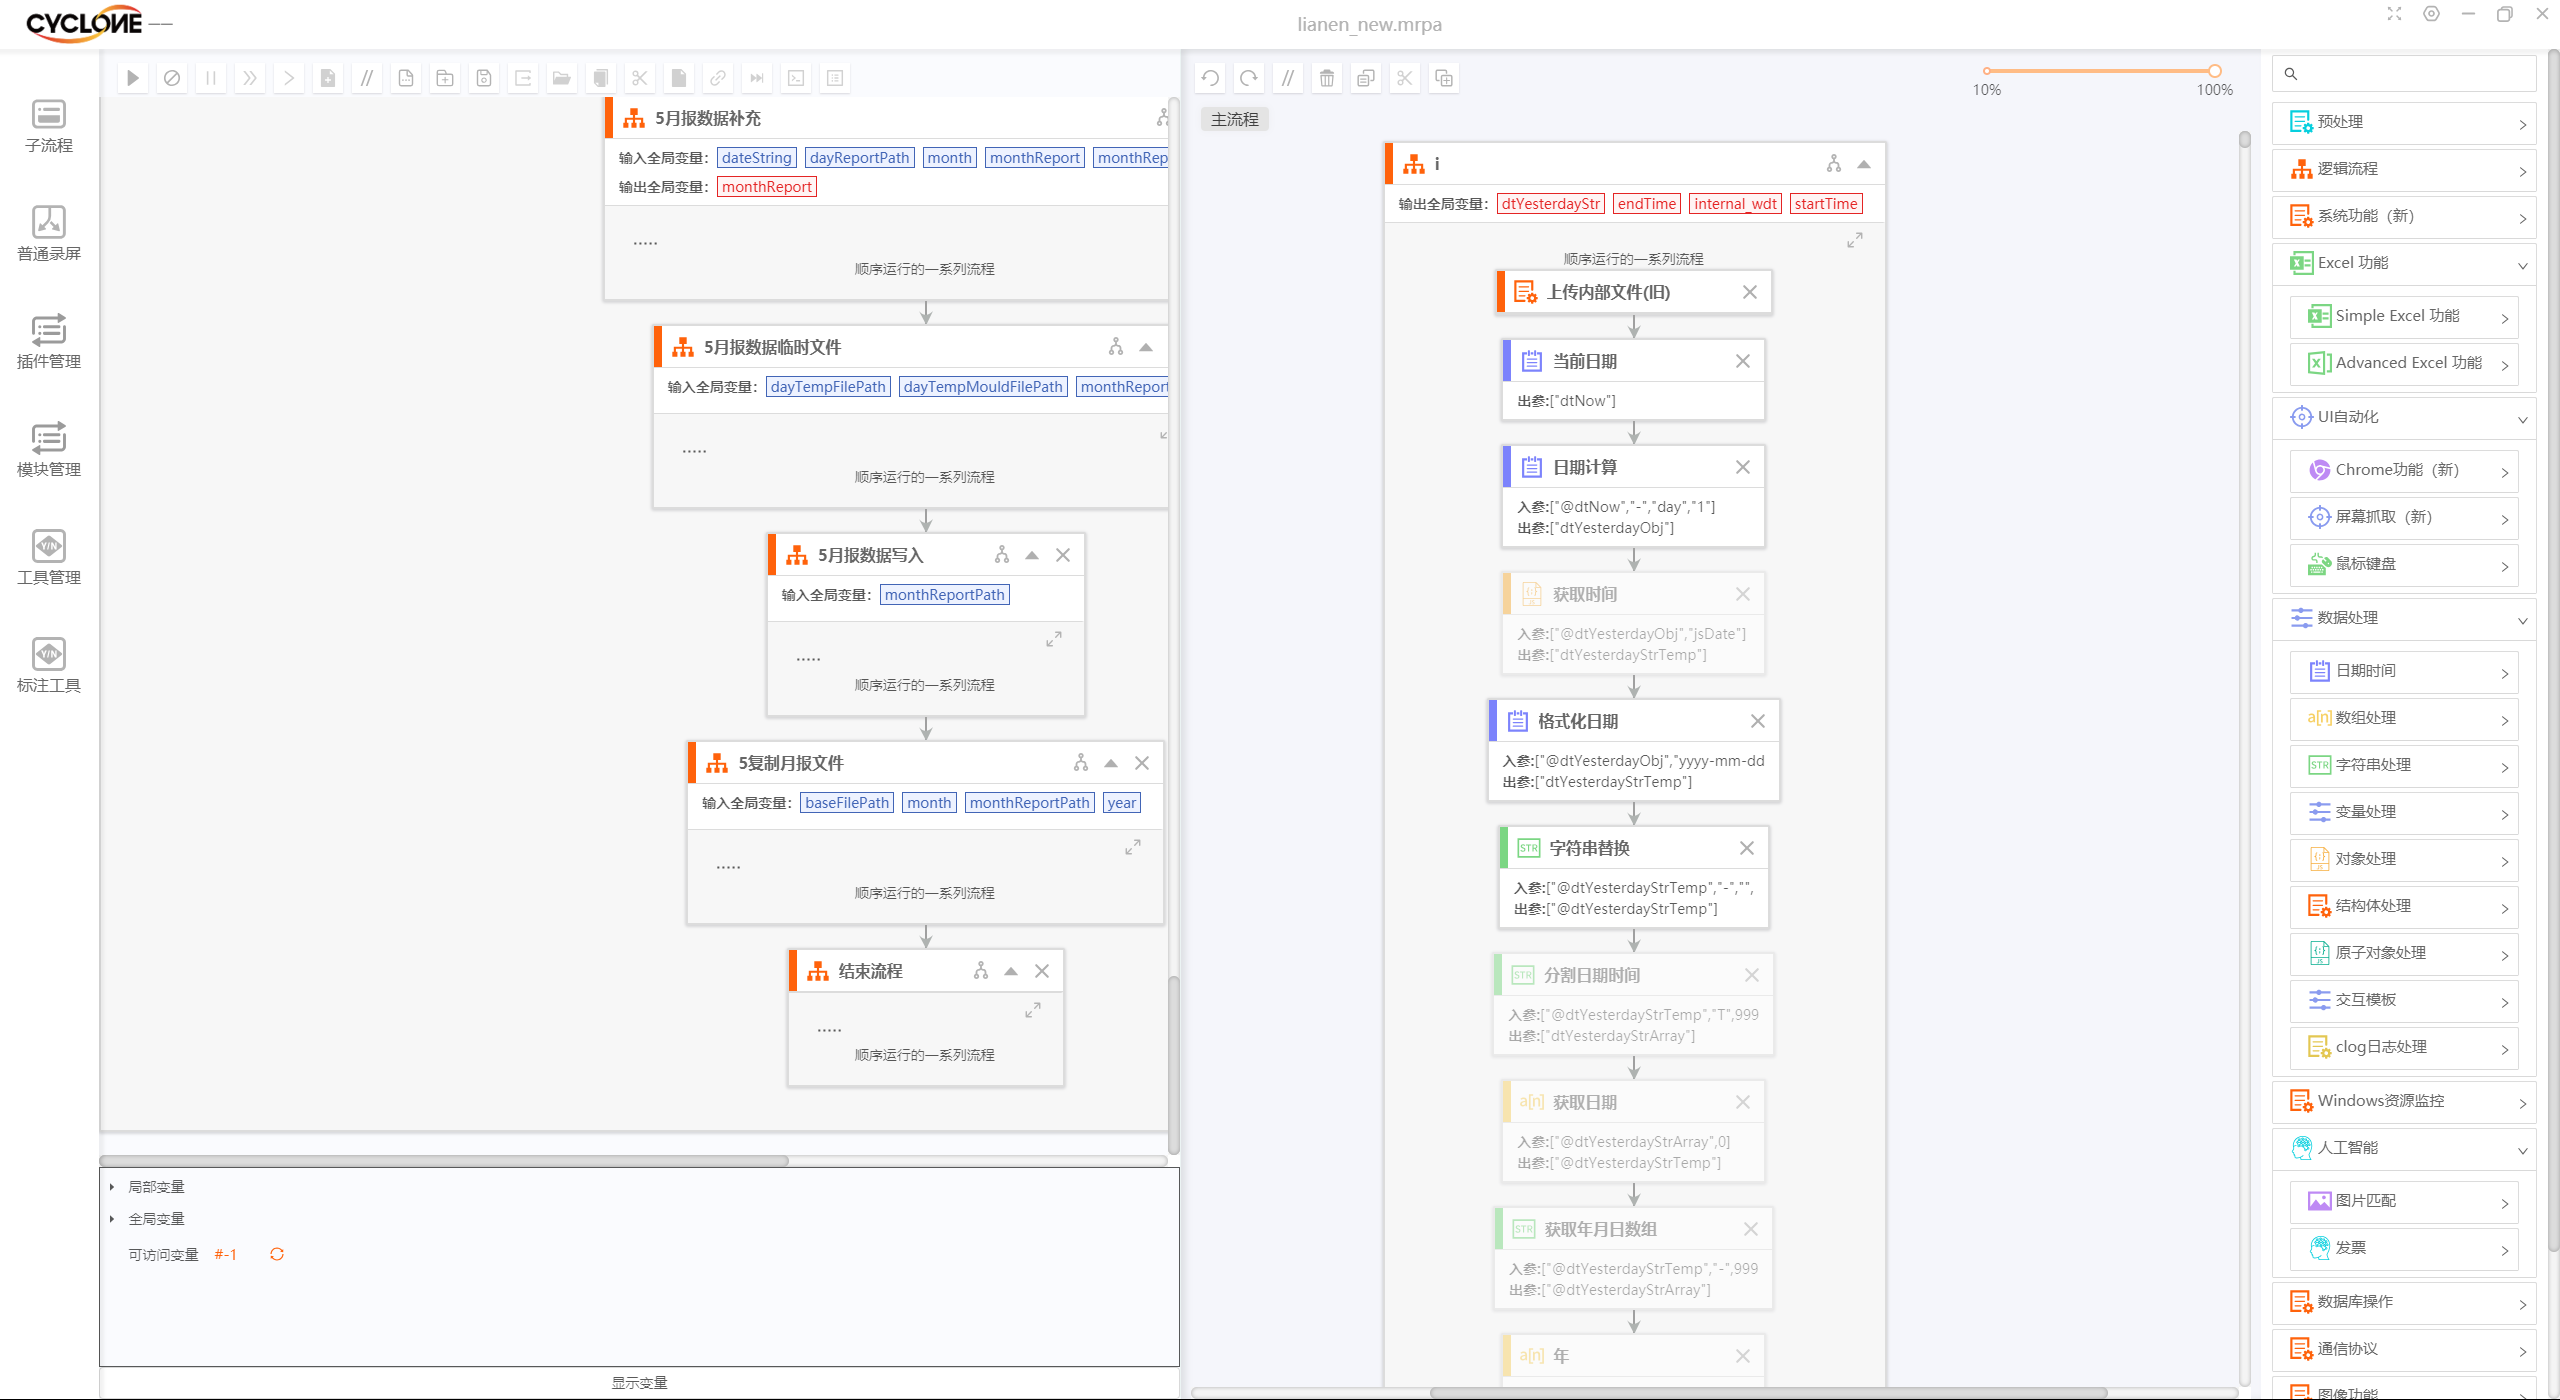 CYCLONE
lianen_new.mrpa
子流程
普通录屏
插件管理
模块管理
工具管理
标注工具
5月报数据补充
输入全局变量: dateString dayReportPath month monthReport monthRep
输出全局变量: monthReport
.....
顺序运行的一系列流程
5月报数据临时文件
输入全局变量: dayTempFilePath dayTempMouldFilePath monthReport
.....
顺序运行的一系列流程
5月报数据写入
输入全局变量: monthReportPath
.....
顺序运行的一系列流程
5复制月报文件
输入全局变量: baseFilePath month monthReportPath year
.....
顺序运行的一系列流程
结束流程
.....
顺序运行的一系列流程
局部变量
全局变量
可访问变量 #-1
显示变量
10%
100%
主流程
i
输出全局变量: dtYesterdayStr endTime internal_wdt startTime
顺序运行的一系列流程
上传内部文件(旧)
当前日期
出参:["dtNow"]
日期计算
入参:["@dtNow","-","day","1"]
出参:["dtYesterdayObj"]
获取时间
入参:["@dtYesterdayObj","jsDate"]
出参:["dtYesterdayStrTemp"]
格式化日期
入参:["@dtYesterdayObj","yyyy-mm-dd
出参:["dtYesterdayStrTemp"]
STR 字符串替换
入参:["@dtYesterdayStrTemp","-","",
出参:["@dtYesterdayStrTemp"]
STR 分割日期时间
入参:["@dtYesterdayStrTemp","T",999
出参:["dtYesterdayStrArray"]
a[n] 获取日期
入参:["@dtYesterdayStrArray",0]
出参:["@dtYesterdayStrTemp"]
STR 获取年月日数组
入参:["@dtYesterdayStrTemp","-",999
出参:["@dtYesterdayStrArray"]
a[n] 年
预处理
逻辑流程
系统功能（新）
Excel 功能
Simple Excel 功能
Advanced Excel 功能
UI自动化
Chrome功能（新）
屏幕抓取（新）
鼠标键盘
数据处理
日期时间
a[n] 数组处理
STR 字符串处理
变量处理
对象处理
结构体处理
原子对象处理
交互模板
clog日志处理
Windows资源监控
人工智能
图片匹配
发票
数据库操作
通信协议
图像功能